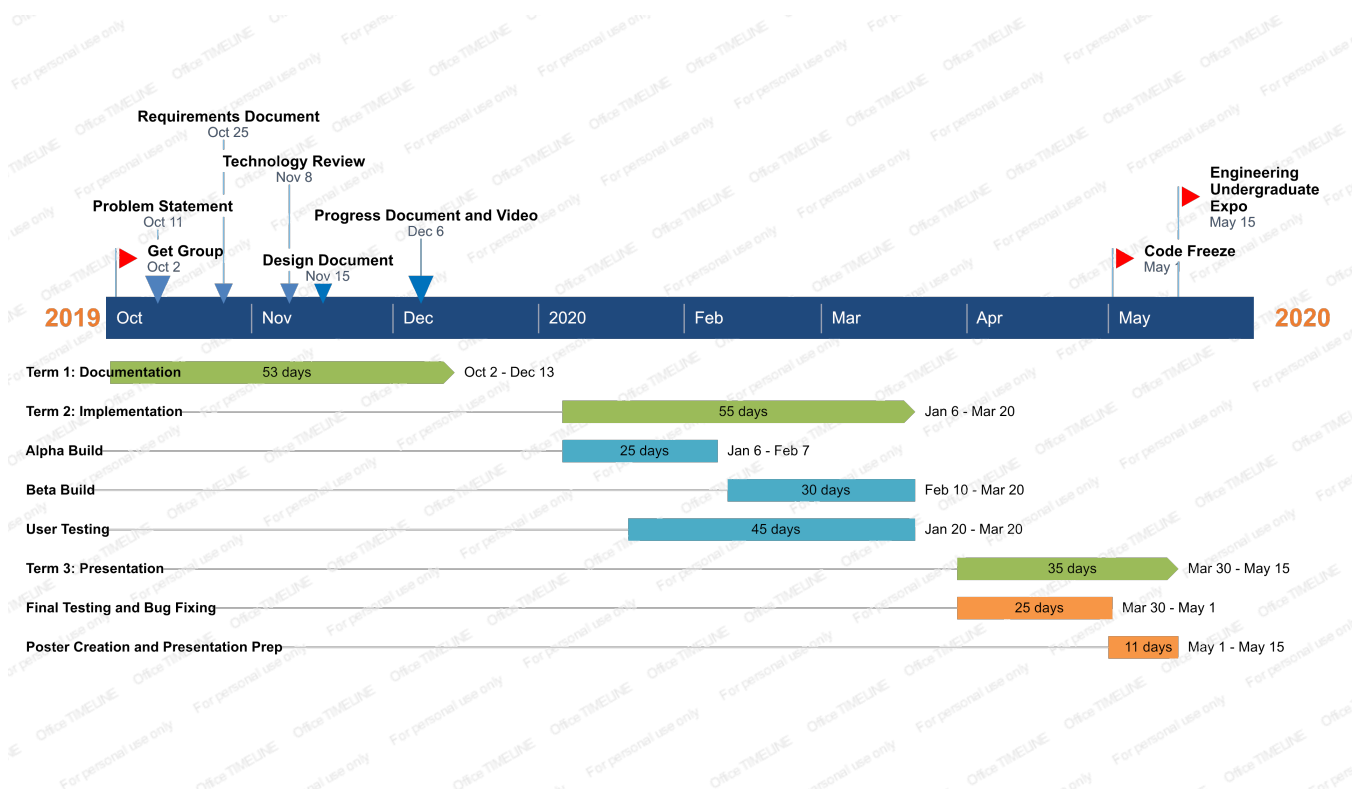 Requirements Document
Oct 25
Technology Review
Nov 8
Problem Statement
Oct 11
Progress Document and Video
Dec 6
Get Group
Oct 2
Design Document
Nov 15
Engineering
Undergraduate
Expo
May 15
Code Freeze
May 1
2019 Oct Nov Dec 2020 Feb Mar Apr May 2020
Term 1: Documentation 53 days Oct 2 - Dec 13
Term 2: Implementation 55 days Jan 6 - Mar 20
Alpha Build 25 days Jan 6 - Feb 7
Beta Build 30 days Feb 10 - Mar 20
User Testing 45 days Jan 20 - Mar 20
Term 3: Presentation 35 days Mar 30 - May 15
Final Testing and Bug Fixing 25 days Mar 30 - May 1
Poster Creation and Presentation Prep 11 days May 1 - May 15
Office TIMELINE
For personal use only